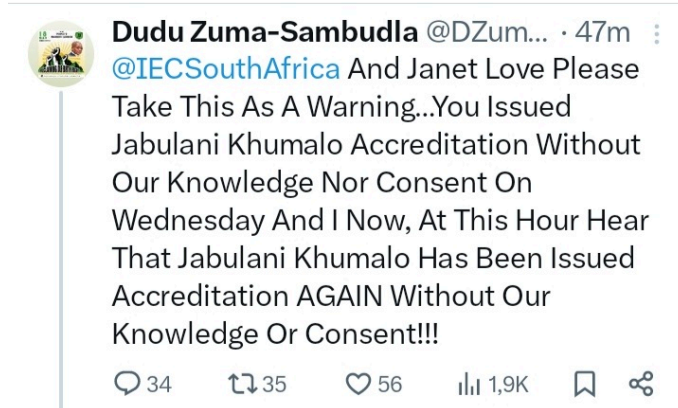 Dudu Zuma-Sambudla @DZum... · 47m
@IECSouthAfrica And Janet Love Please
Take This As A Warning...You Issued
Jabulani Khumalo Accreditation Without
Our Knowledge Nor Consent On
Wednesday And I Now, At This Hour Hear
That Jabulani Khumalo Has Been Issued
Accreditation AGAIN Without Our
Knowledge Or Consent!!!
34 35 56 1,9K